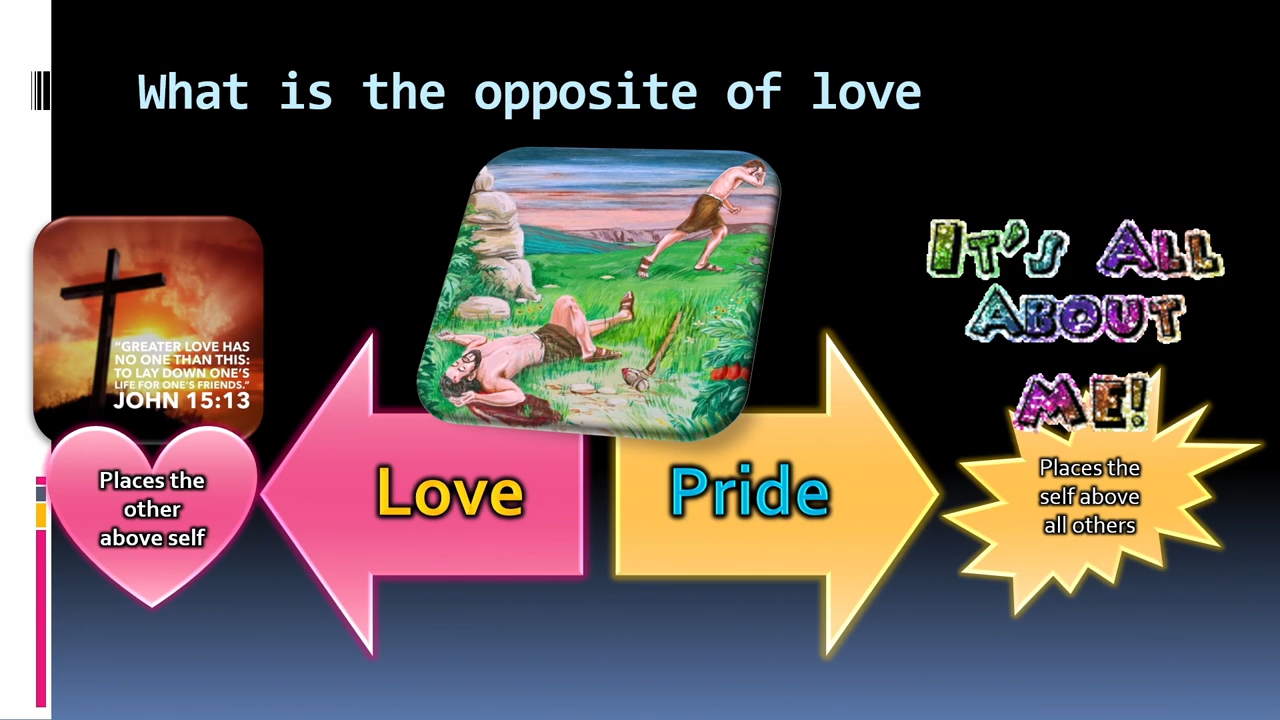 What is the opposite of love
"GREATER LOVE HAS
NO ONE THAN THIS:
TO LAY DOWN ONE'S
LIFE FOR ONE'S FRIENDS."
JOHN 15:13
Places the
other
above self
Love
Pride
It's All
About
Me!
Places the
self above
all others